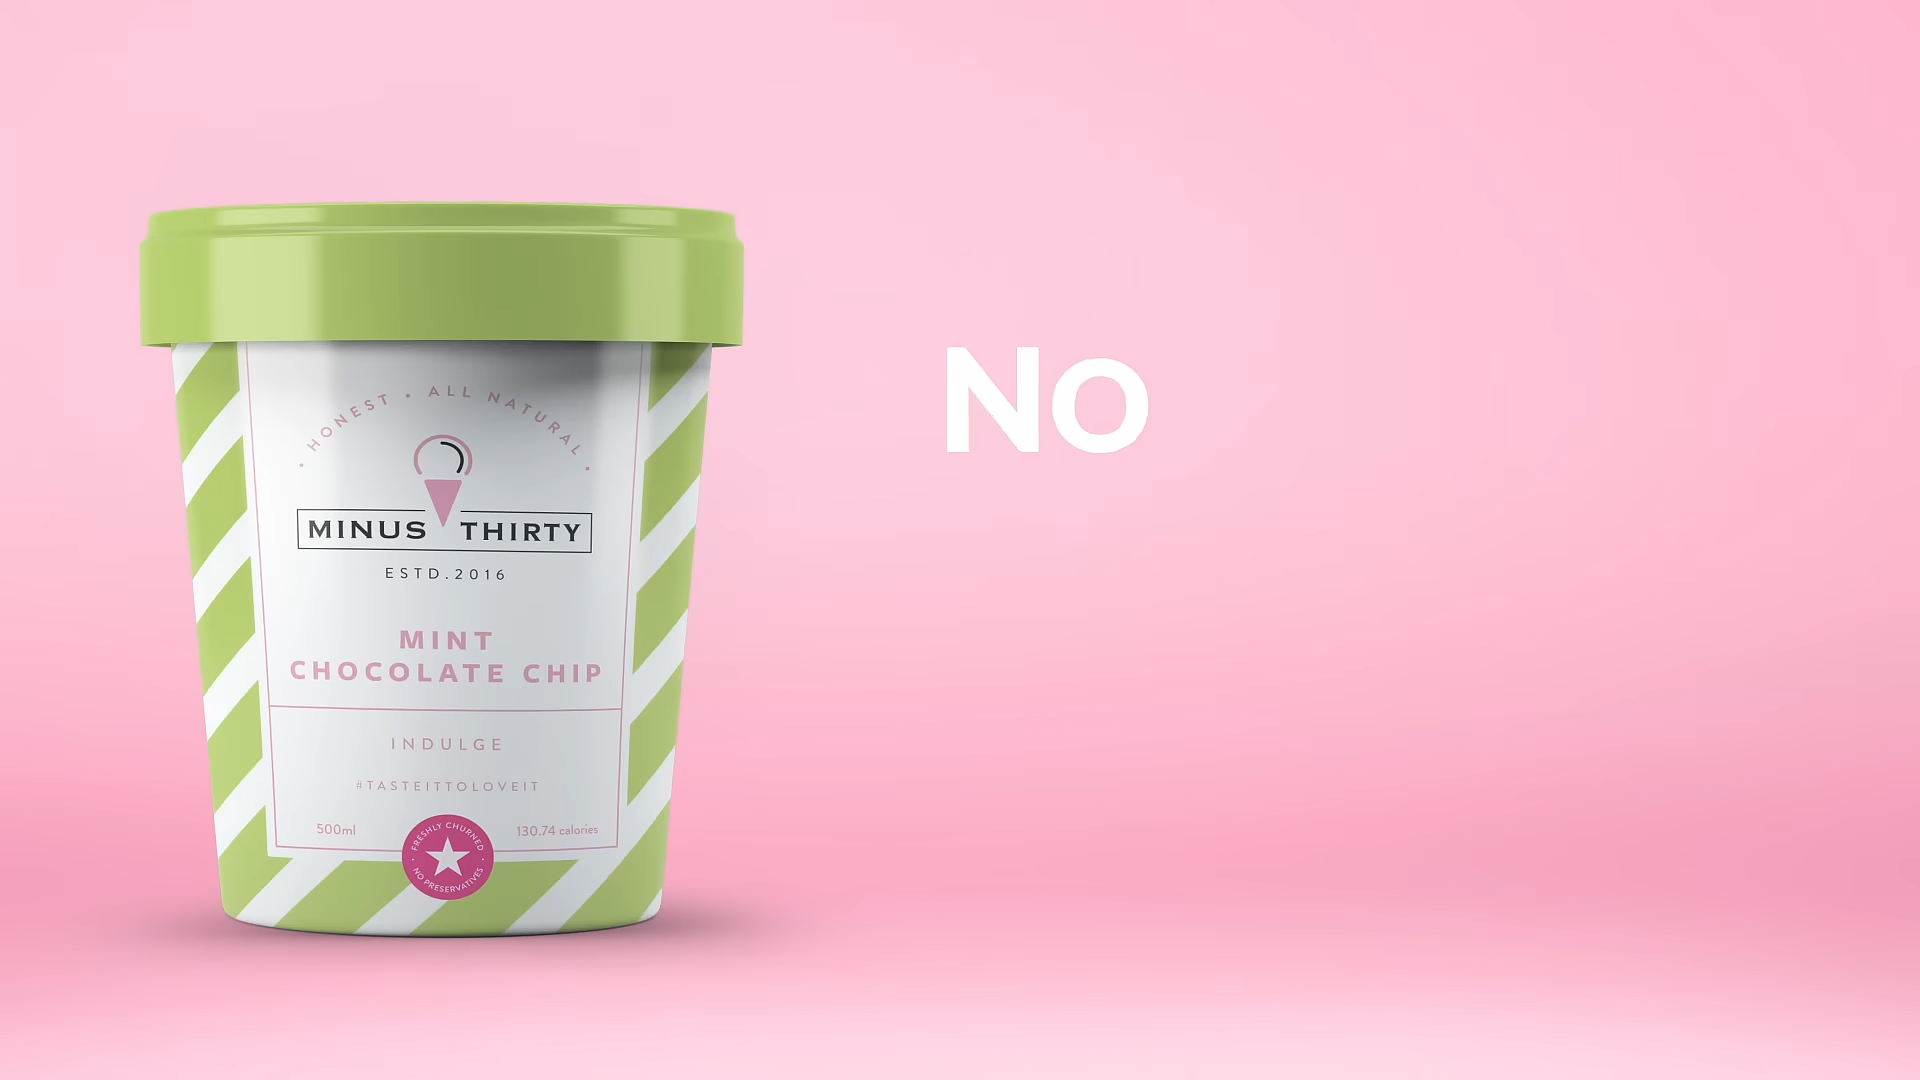 • HONEST • ALL NATURAL •
MINUS THIRTY
ESTD.2016
MINT
CHOCOLATE CHIP
INDULGE
#TASTEITTOLOVEIT
500ml
130.74 calories
FRESHLY CHURNED
• NO PRESERVATIVES •
No